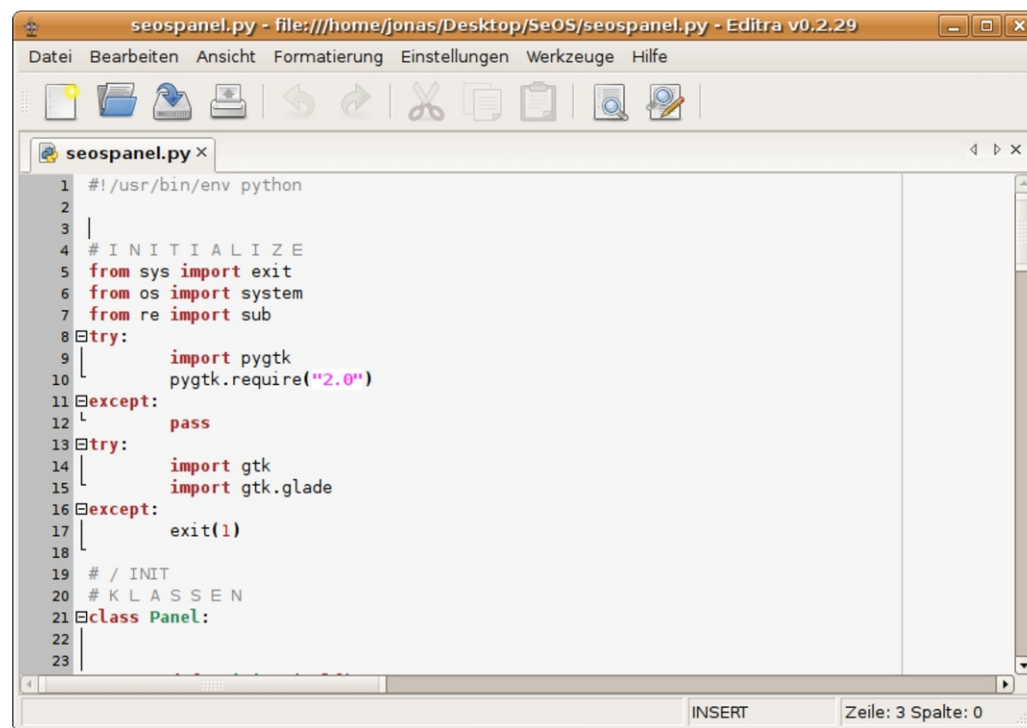 seospanel.py - file:///home/jonas/Desktop/SeOS/seospanel.py - Editra v0.2.29
Datei Bearbeiten Ansicht Formatierung Einstellungen Werkzeuge Hilfe
seospanel.py
1 #!/usr/bin/env python
2
3
4 # I N I T I A L I Z E
5 from sys import exit
6 from os import system
7 from re import sub
8 try:
9 import pygtk
10 pygtk.require("2.0")
11 except:
12 pass
13 try:
14 import gtk
15 import gtk.glade
16 except:
17 exit(1)
18
19 # / INIT
20 # K L A S S E N
21 class Panel:
22
23
INSERT Zeile: 3 Spalte: 0